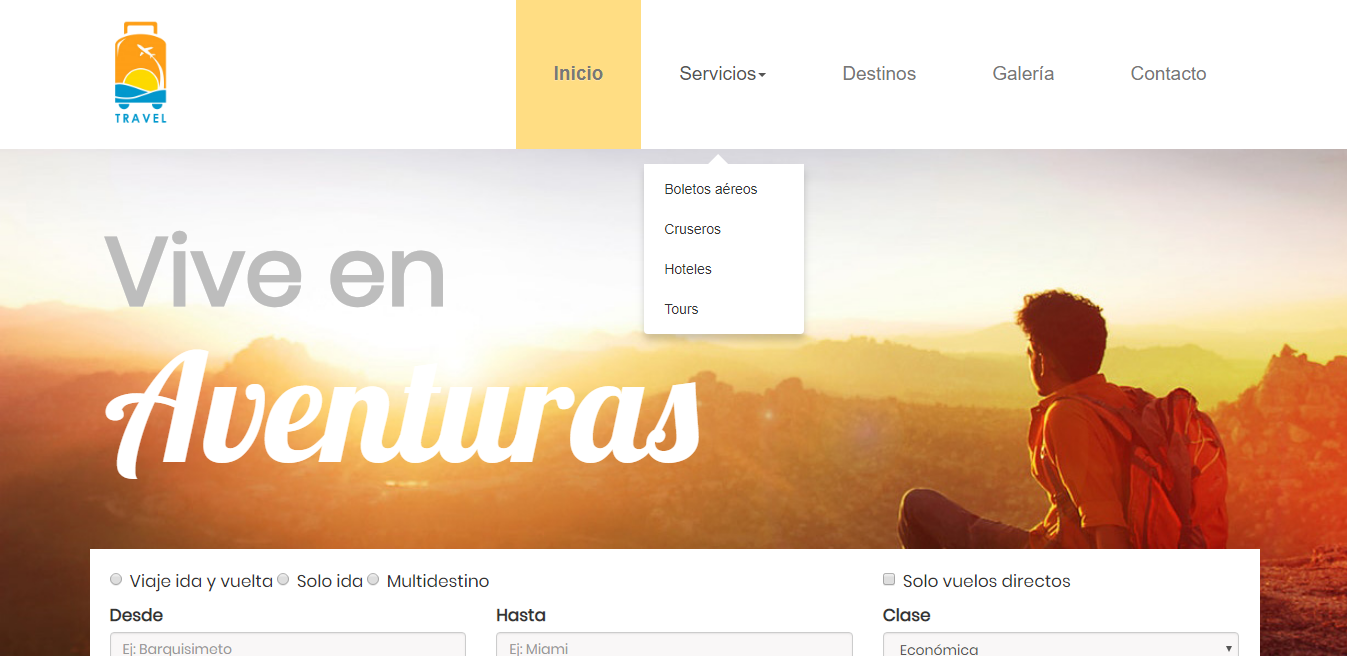 TRAVEL
Inicio Servicios Destinos Galería Contacto
Boletos aéreos
Cruseros
Hoteles
Tours
Vive en
Aventuras
Viaje ida y vuelta Solo ida Multidestino Solo vuelos directos
Desde Hasta Clase
Ej: Barquisimeto Ej: Miami Económica